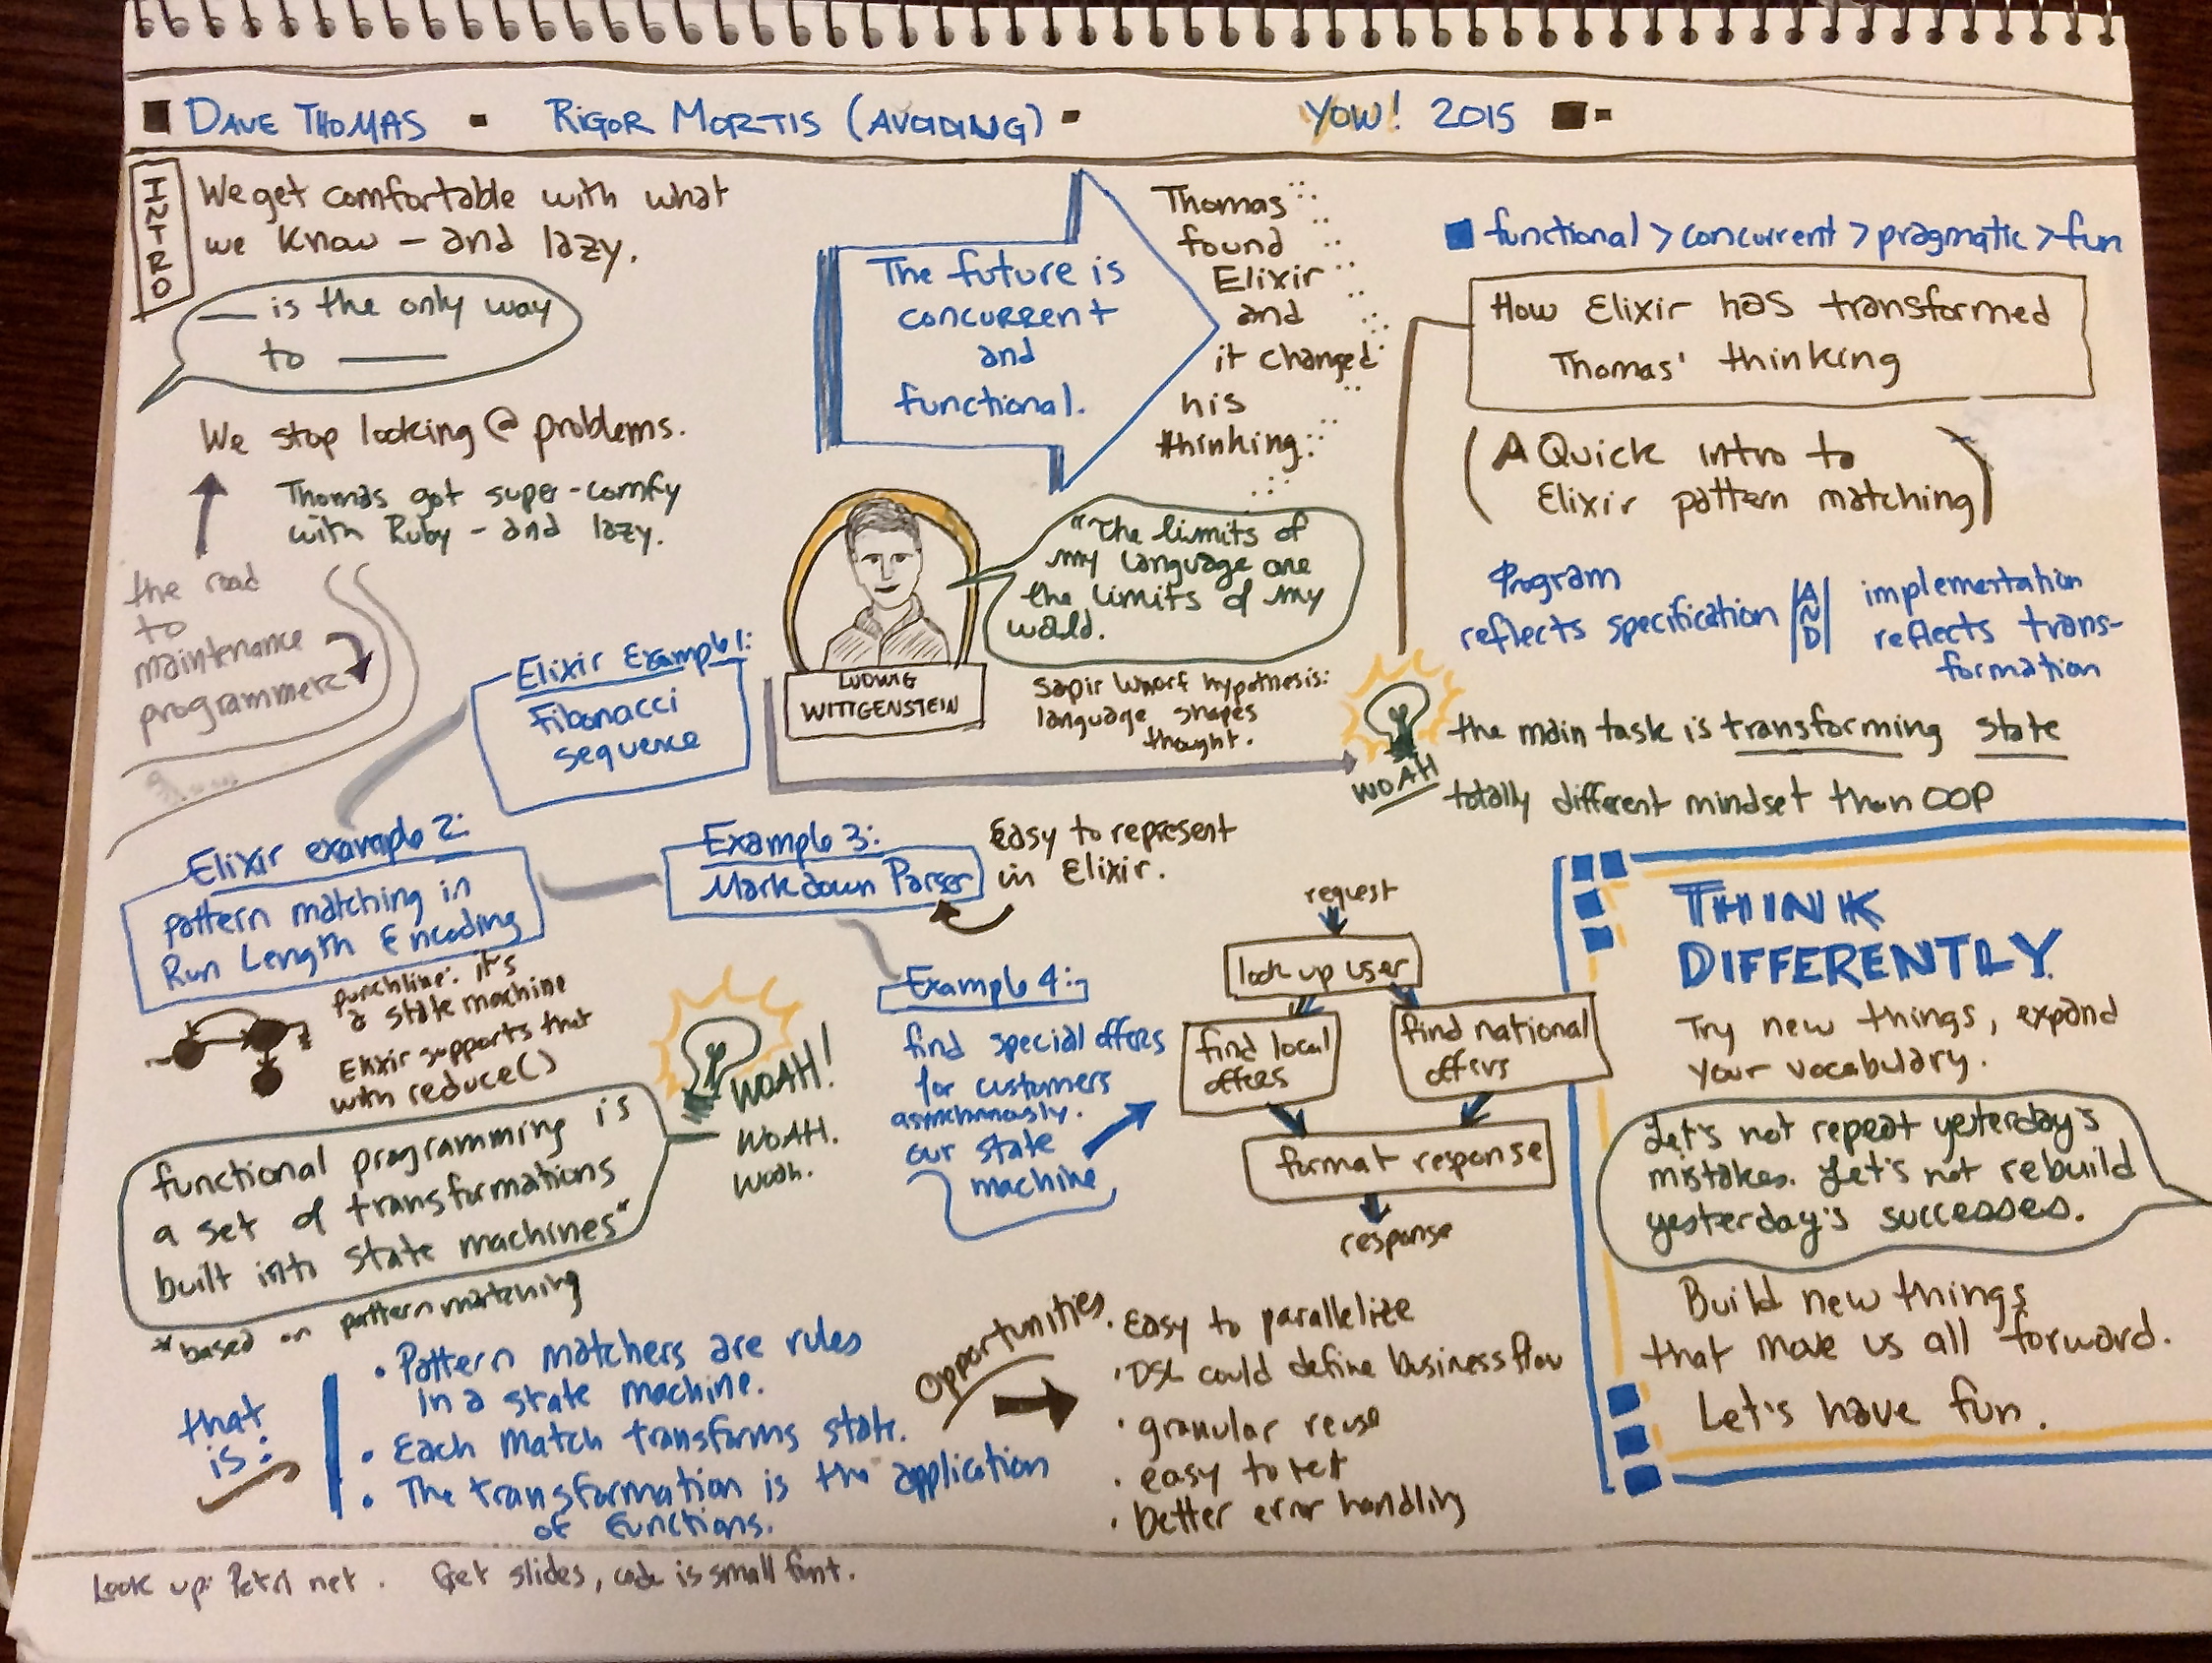 DAVE THOMAS - RIGOR MORTIS (AVOIDING) - YOW! 2015
INTRO
We get comfortable with what
we know - and lazy.
___ is the only way
to ___
We stop looking @ problems.
Thomas got super-comfy
with Ruby - and lazy.
the road
to
maintenance
programmer
The future is
concurrent
and
functional.
Thomas
found
Elixir
and
it changed
his
thinking
LUDWIG
WITTGENSTEIN
"The limits of
my language are
the limits of my
world.
Sapir Whorf hypothesis:
language shapes
thought.
functional > concurrent > pragmatic > fun
How Elixir has transformed
Thomas' thinking
(A Quick intro to
Elixir pattern matching)
Program
reflects specification
AND
implementation
reflects trans-
formation
WOAH
the main task is transforming state
totally different mindset than OOP
Elixir Example 1:
Fibonacci
sequence
Elixir example 2:
pattern matching in
Run Length Encoding
punchline: it's
a state machine
Elixir supports that
with reduce()
Example 3:
Markdown Parser
Easy to represent
in Elixir.
WOAH!
WOAH.
woah.
functional programming is
a set of transformations
built into state machines*
*based on pattern matching
Example 4:
find special offers
for customers
our state
machine
request
look up user
find local
offers
find national
offers
format response
response
that
is:
• Pattern matchers are rules
in a state machine.
• Each match transforms state.
• The transformation is the application
of functions.
Opportunities
• Easy to parallelize
• DSL could define business flow
• granular reuse
• easy to test
• better error handling
THINK
DIFFERENTLY
Try new things, expand
your vocabulary.
Let's not repeat yesterday's
mistakes. Let's not rebuild
yesterday's successes.
Build new things
that move us all forward.
Let's have fun.
Look up: Petri net. Get slides, code is small font.